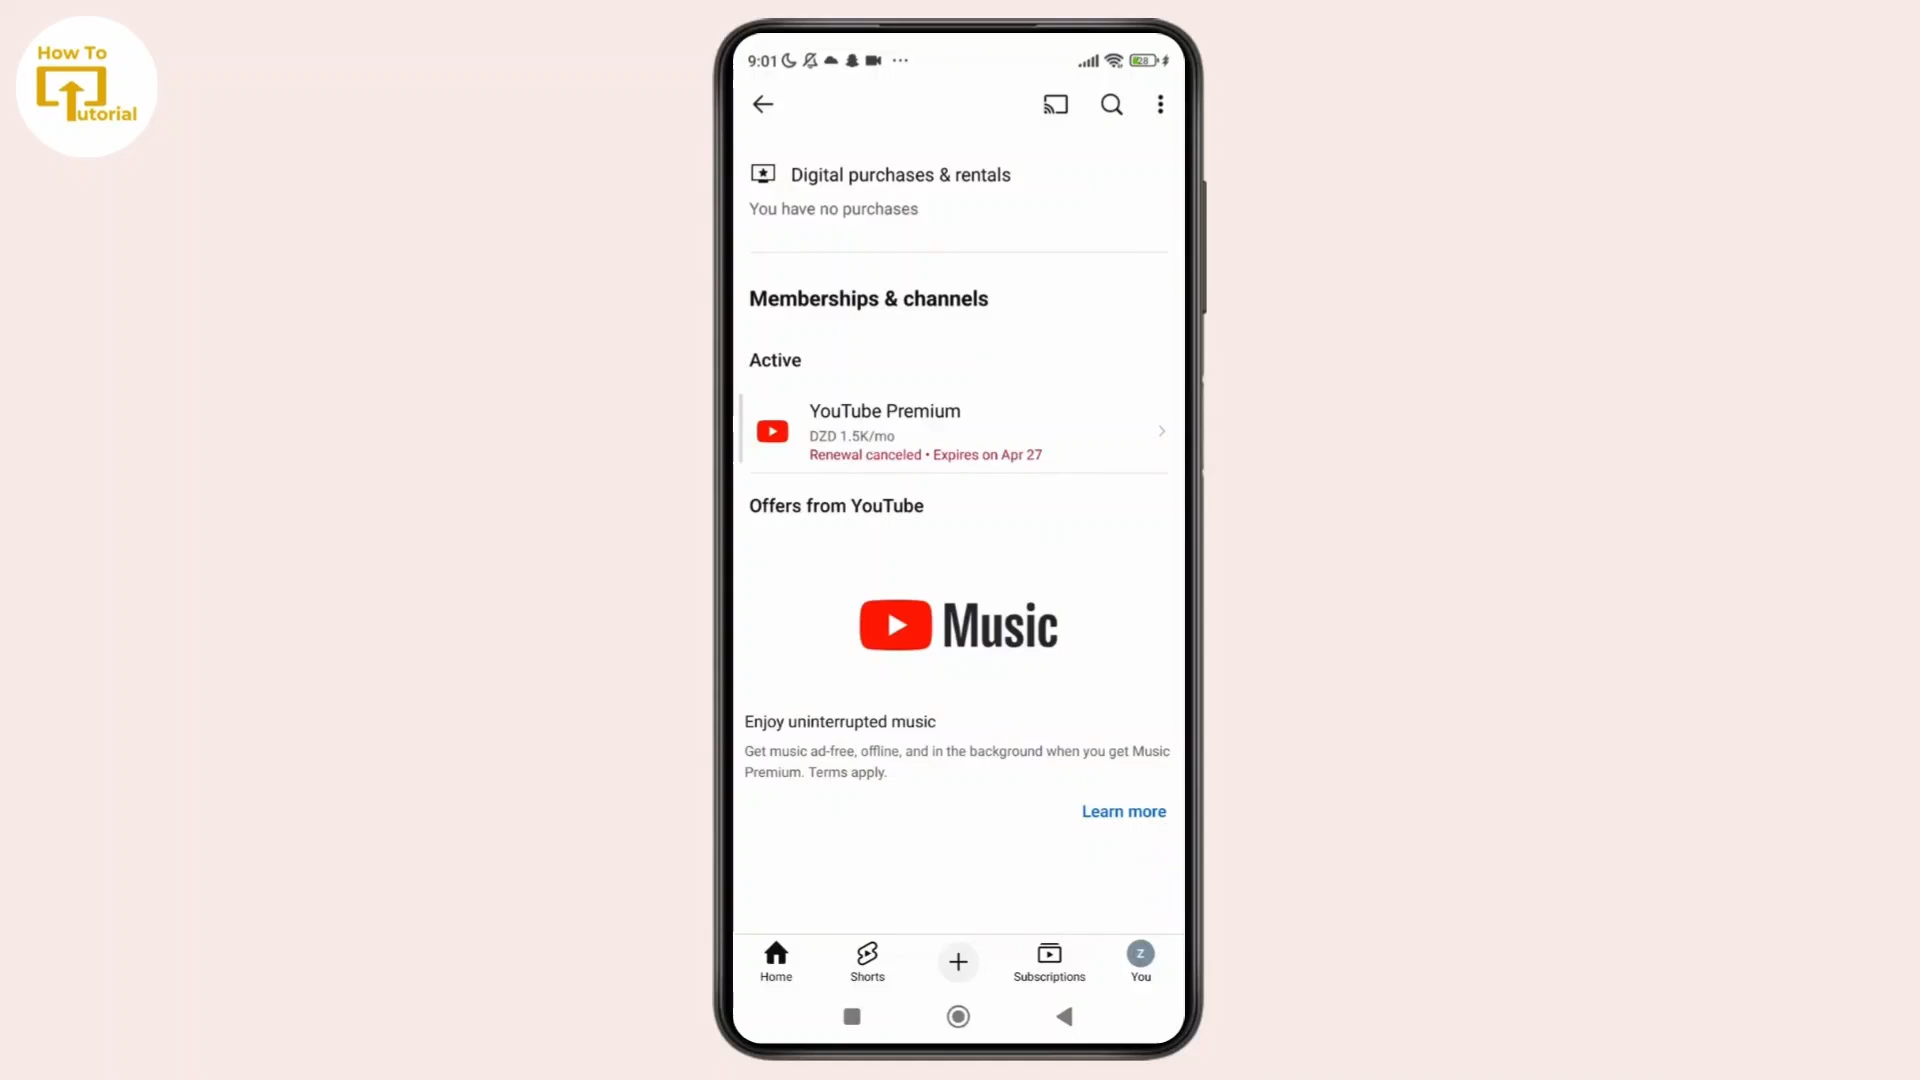 How To
Tutorial
9:01
28
Digital purchases & rentals
You have no purchases
Memberships & channels
Active
YouTube Premium
DZD 1.5K/mo
Renewal canceled • Expires on Apr 27
Offers from YouTube
Music
Enjoy uninterrupted music
Get music ad-free, offline, and in the background when you get Music
Premium. Terms apply.
Learn more
Home
Shorts
Subscriptions
Z
You